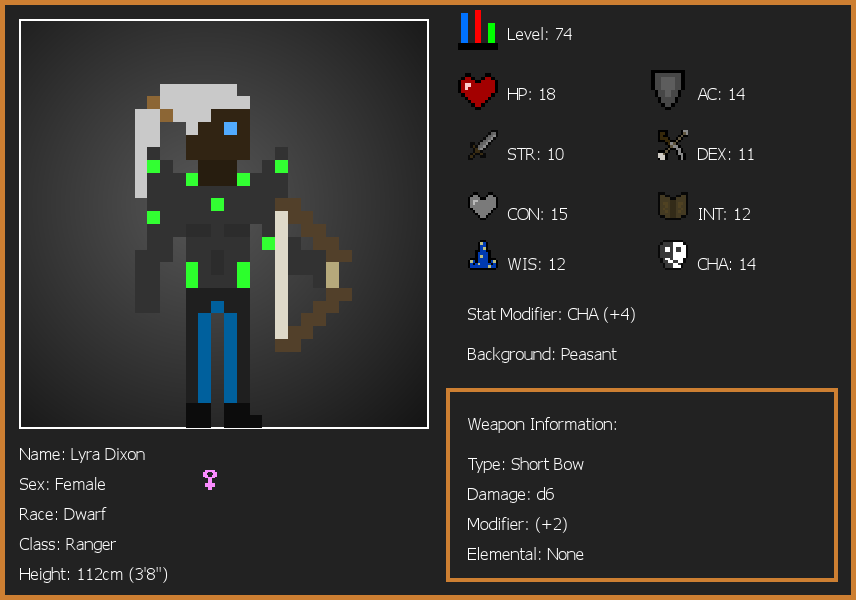 Level: 74
HP: 18
AC: 14
STR: 10
DEX: 11
CON: 15
INT: 12
WIS: 12
CHA: 14
Stat Modifier: CHA (+4)
Background: Peasant
Weapon Information:
Type: Short Bow
Damage: d6
Modifier: (+2)
Elemental: None
Name: Lyra Dixon
Sex: Female
Race: Dwarf
Class: Ranger
Height: 112cm (3'8")